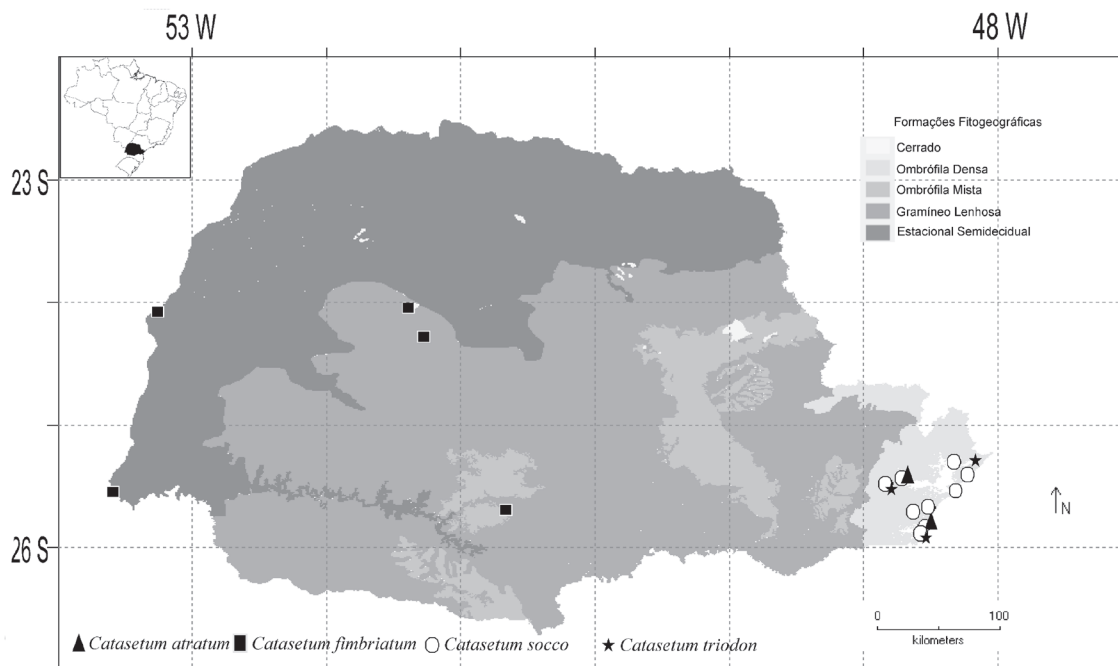 53 W
48 W
Formações Fitogeográficas
Cerrado
Ombrófila Densa
Ombrófila Mista
Gramíneo Lenhosa
Estacional Semidecidual
23 S
26 S
N
0 100
kilometers
Catasetum atratum Catasetum fimbriatum Catasetum socco Catasetum triodon